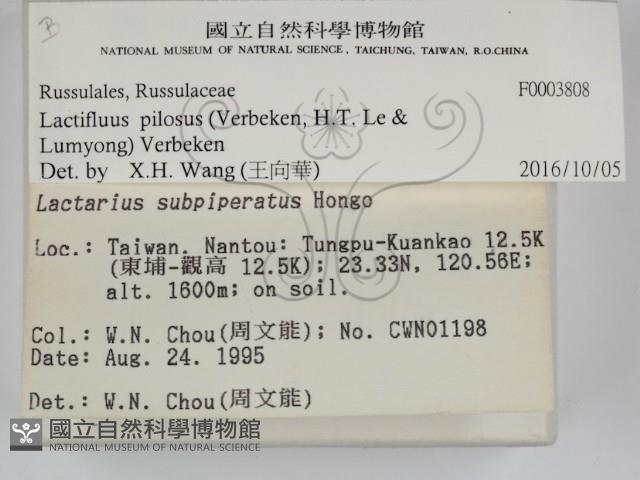 B
國立自然科學博物館
NATIONAL MUSEUM OF NATURAL SCIENCE, TAICHUNG, TAIWAN, R.O.CHINA
Russulales, Russulaceae F0003808
Lactifluus pilosus (Verbeken, H.T. Le &
Lumyong) Verbeken
Det. by X.H. Wang (王向華) 2016/10/05
Lactarius subpiperatus Hongo
Loc.: Taiwan. Nantou: Tungpu-Kuankao 12.5K
(東埔-觀高 12.5K); 23.33N, 120.56E;
alt. 1600m; on soil.
Col.: W.N. Chou(周文能); No. CWN01198
Date: Aug. 24. 1995
Det.: W.N. Chou(周文能)
國立自然科學博物館
NATIONAL MUSEUM OF NATURAL SCIENCE